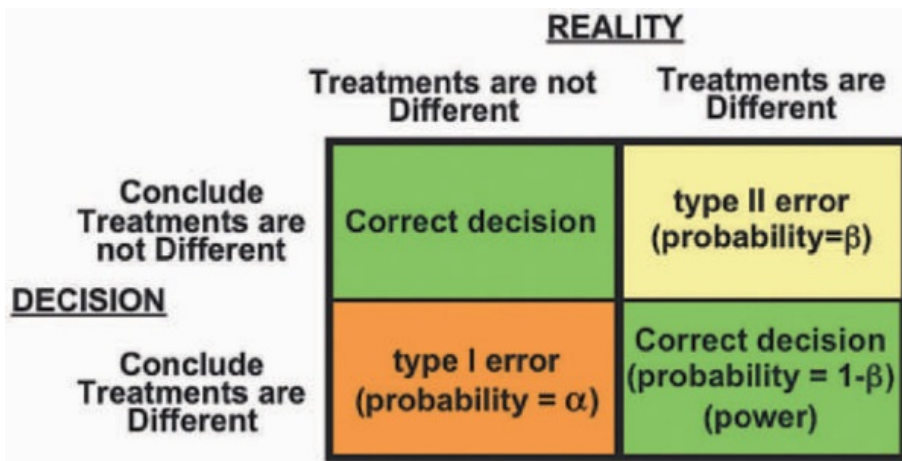 REALITY
Treatments are not
Different
Treatments are
Different
Conclude
Treatments are
not Different
Correct decision
type II error
(probability=β)
DECISION
Conclude
Treatments are
Different
type I error
(probability = α)
Correct decision
(probability = 1-β)
(power)